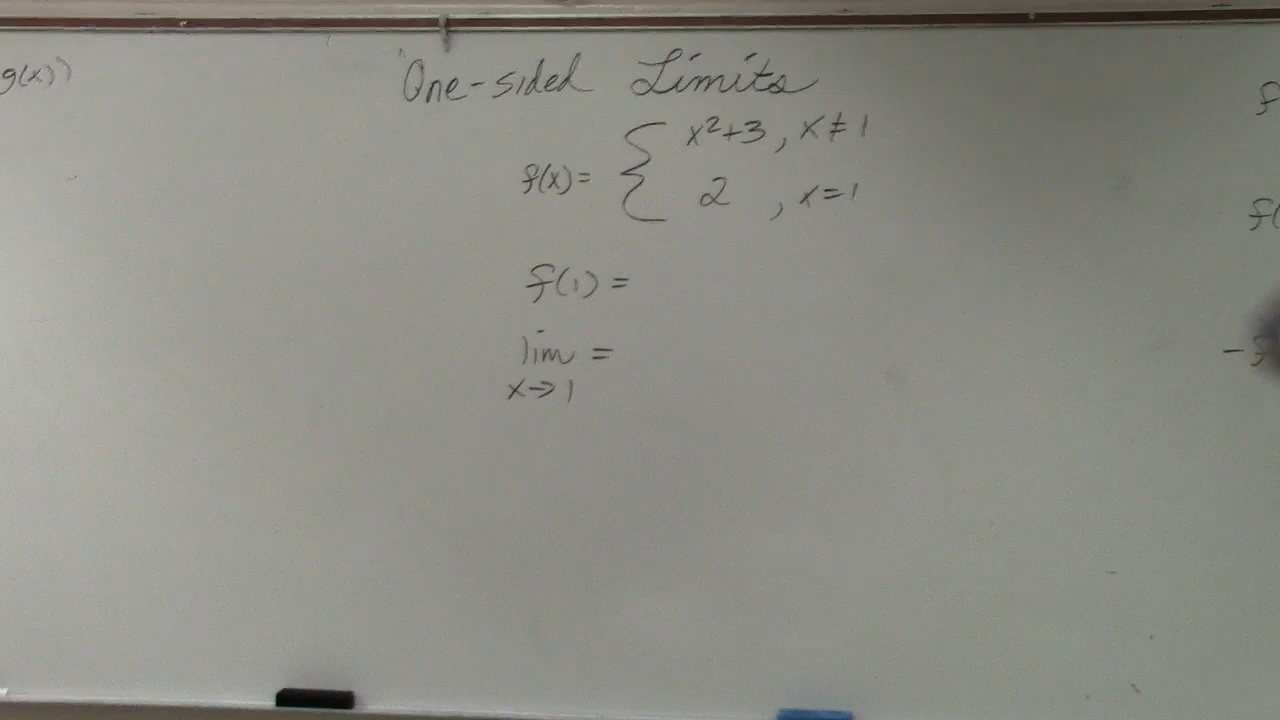 g(x))
One-sided Limits
f(x) = { x²+3, x ≠ 1
2 , x = 1
f(1) =
lim =
x → 1
f
f(
-f